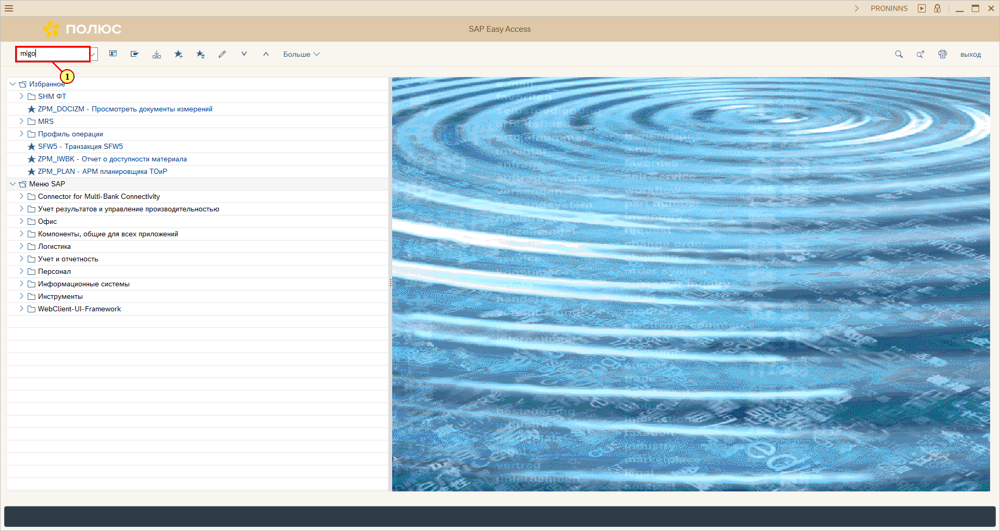 PRONINNS
ПОЛЮС
SAP Easy Access
migo
Больше
выход
1
Избранное
SHM ФТ
ZPM_DOCIZM - Просмотреть документы измерений
MRS
Профиль операции
SFW5 - Транзакция SFW5
ZPM_IWBK - Отчет о доступности материала
ZPM_PLAN - АРМ планировщика ТОиР
Меню SAP
Connector for Multi-Bank Connectivity
Учет результатов и управление производительностью
Офис
Компоненты, общие для всех приложений
Логистика
Учет и отчетность
Персонал
Информационные системы
Инструменты
WebClient-UI-Framework